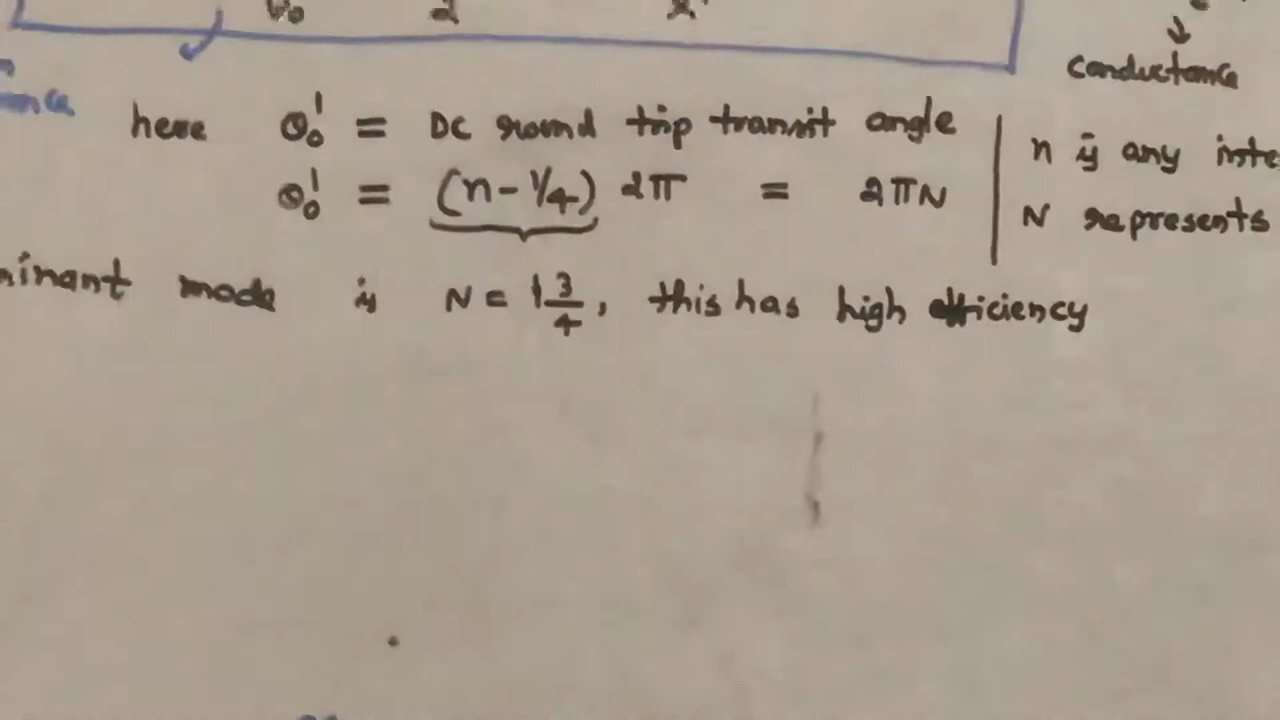 conductance
here θ₀' = DC round trip transit angle
n is any
θ₀' = (n - 1/4) 2π = 2πN
N represents
mode is N = 1 3/4, this has high efficiency